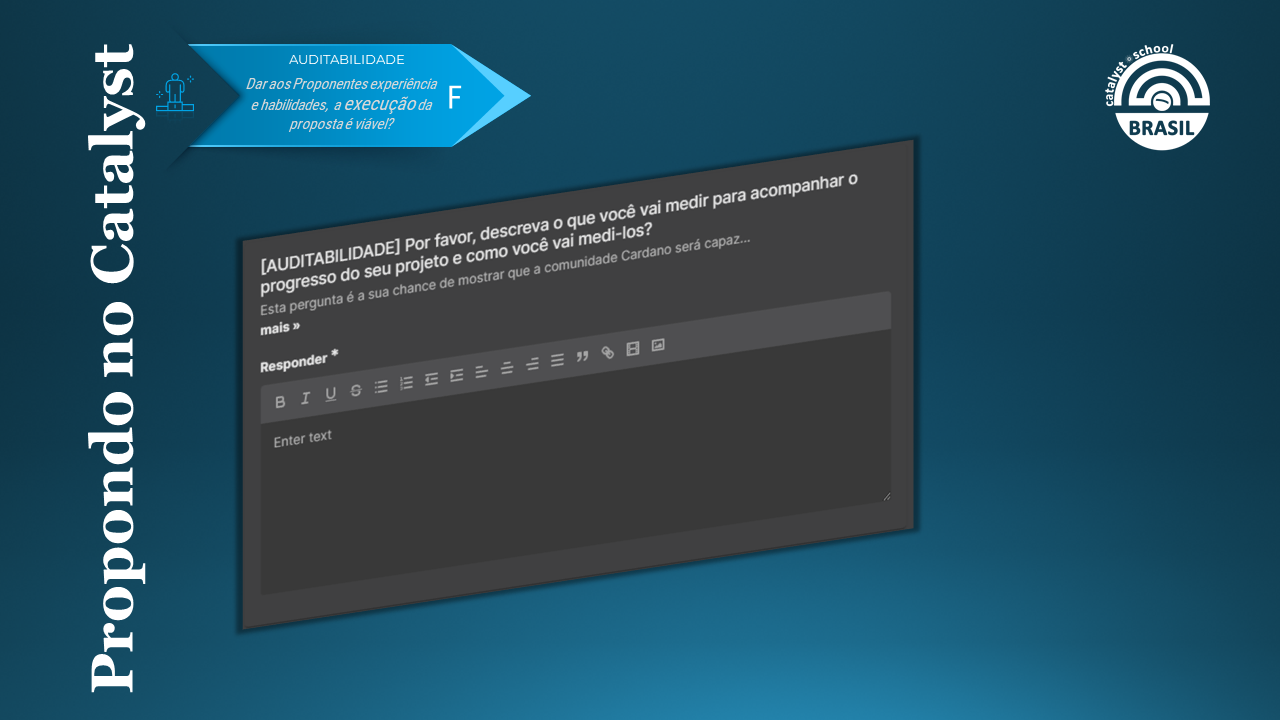 Propondo no Catalyst
AUDITABILIDADE
Dar aos Proponentes experiência
e habilidades, a execução da
proposta é viável?
F
catalyst school
BRASIL
[AUDITABILIDADE] Por favor, descreva o que você vai medir para acompanhar o
progresso do seu projeto e como você vai medi-los?
Esta pergunta é a sua chance de mostrar que a comunidade Cardano será capaz...
mais »
Responder *
Enter text